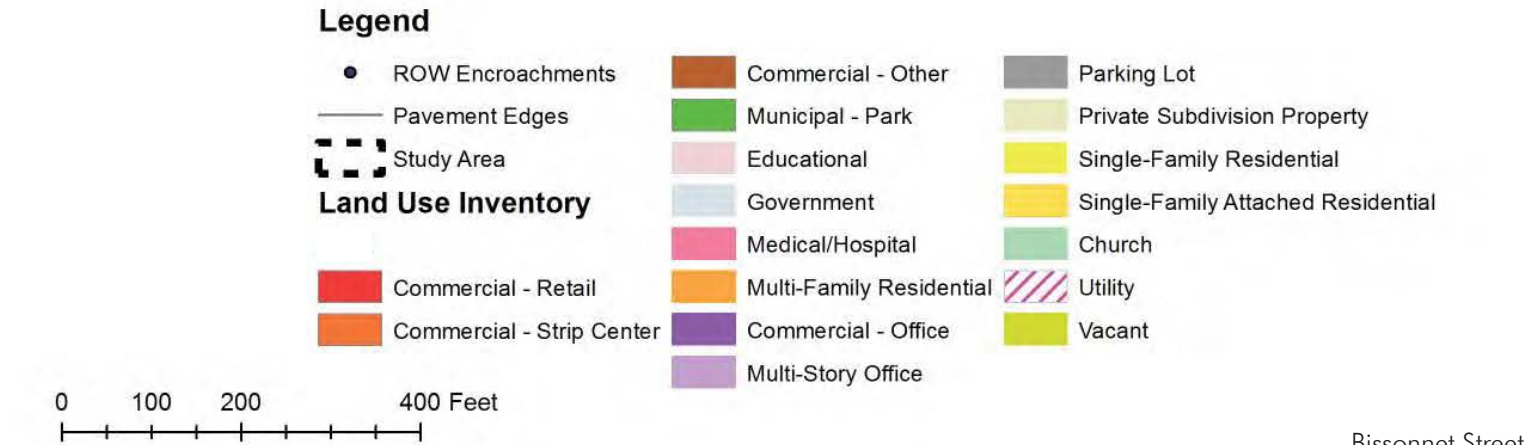 Legend
ROW Encroachments
Pavement Edges
Study Area
Land Use Inventory
Commercial - Retail
Commercial - Strip Center
Commercial - Other
Municipal - Park
Educational
Government
Medical/Hospital
Multi-Family Residential
Commercial - Office
Multi-Story Office
Parking Lot
Private Subdivision Property
Single-Family Residential
Single-Family Attached Residential
Church
Utility
Vacant
0 100 200 400 Feet
Bissonnet Street